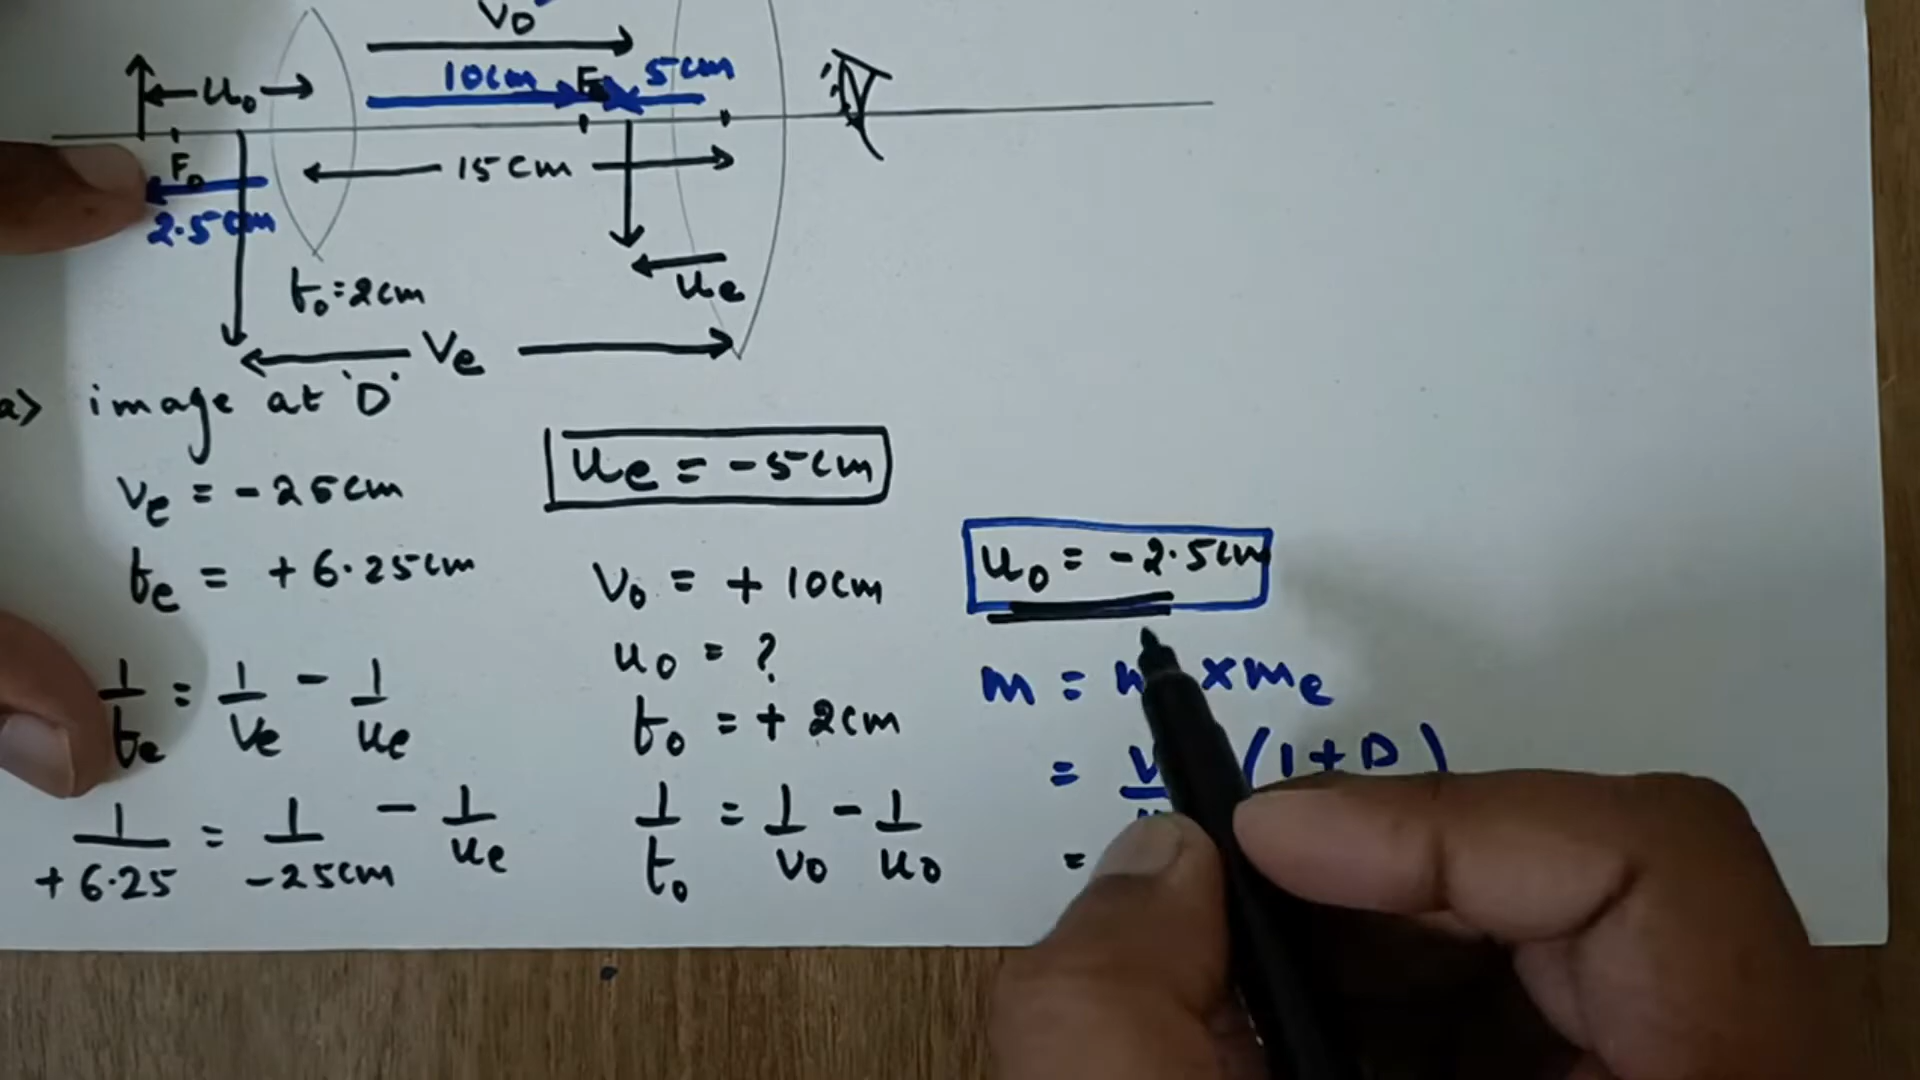 V₀
10cm F 5cm
u₀
15cm
F₀
2.5cm
uₑ
f₀ = 2cm
Vₑ
a) image at 'D'
uₑ = -5cm
Vₑ = -25cm
fₑ = +6.25cm
1/fₑ = 1/Vₑ - 1/uₑ
1/+6.25 = 1/-25cm - 1/uₑ
V₀ = +10cm
u₀ = ?
f₀ = +2cm
1/f₀ = 1/V₀ - 1/u₀
u₀ = -2.5cm
m = × mₑ
= (1+D )
=